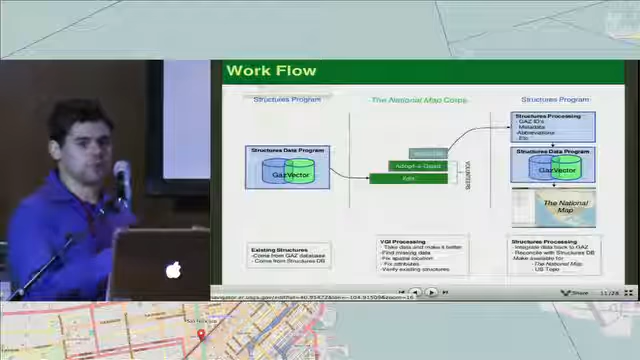 Work Flow
Structures Program
The National Map Corps
Structures Program
Structures Data Program
GazVector
Adopt-a-Quad
VOLUNTEERS
Structures Processing
- GAZ ID's
- Metadata
- Abbreviations
- Etc
Structures Data Program
GazVector
The National
Map
Existing Structures
-Come from GAZ database
-Come from Structures DB
VGI Processing
- Take data and make it better
-Find missing data
-Fix spatial location
- Fix attributes
-Verify existing structures
Structures Processing
- Integrate data back to GAZ
- Reconcile with Structures DB
Make available for:
- The National Map
- US Topo
11/28